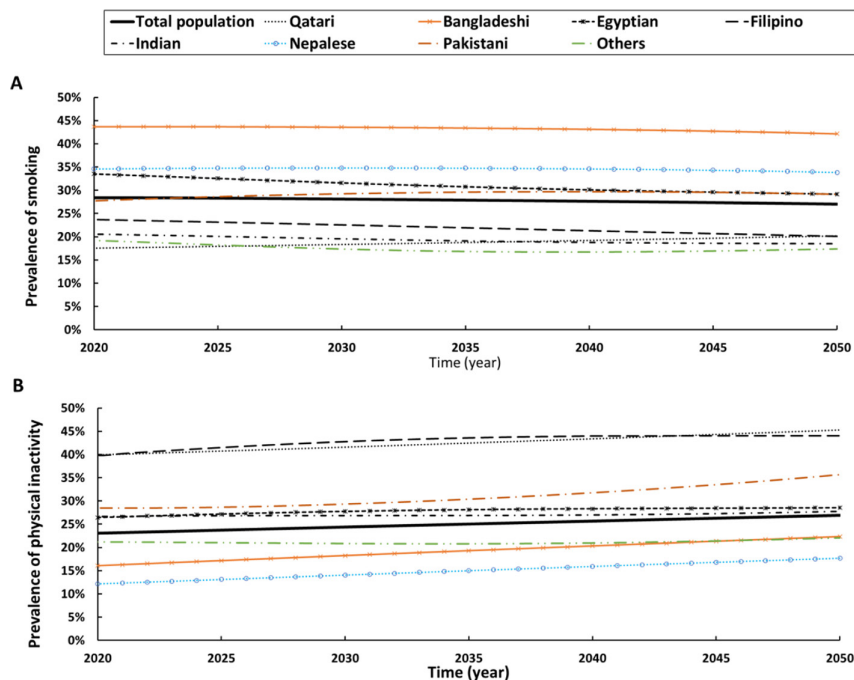 Total population Qatari Bangladeshi Egyptian Filipino
Indian Nepalese Pakistani Others
A
Prevalence of smoking
50%
45%
40%
35%
30%
25%
20%
15%
10%
5%
0%
2020 2025 2030 2035 2040 2045 2050
Time (year)
B
Prevalence of physical inactivity
50%
45%
40%
35%
30%
25%
20%
15%
10%
5%
0%
2020 2025 2030 2035 2040 2045 2050
Time (year)